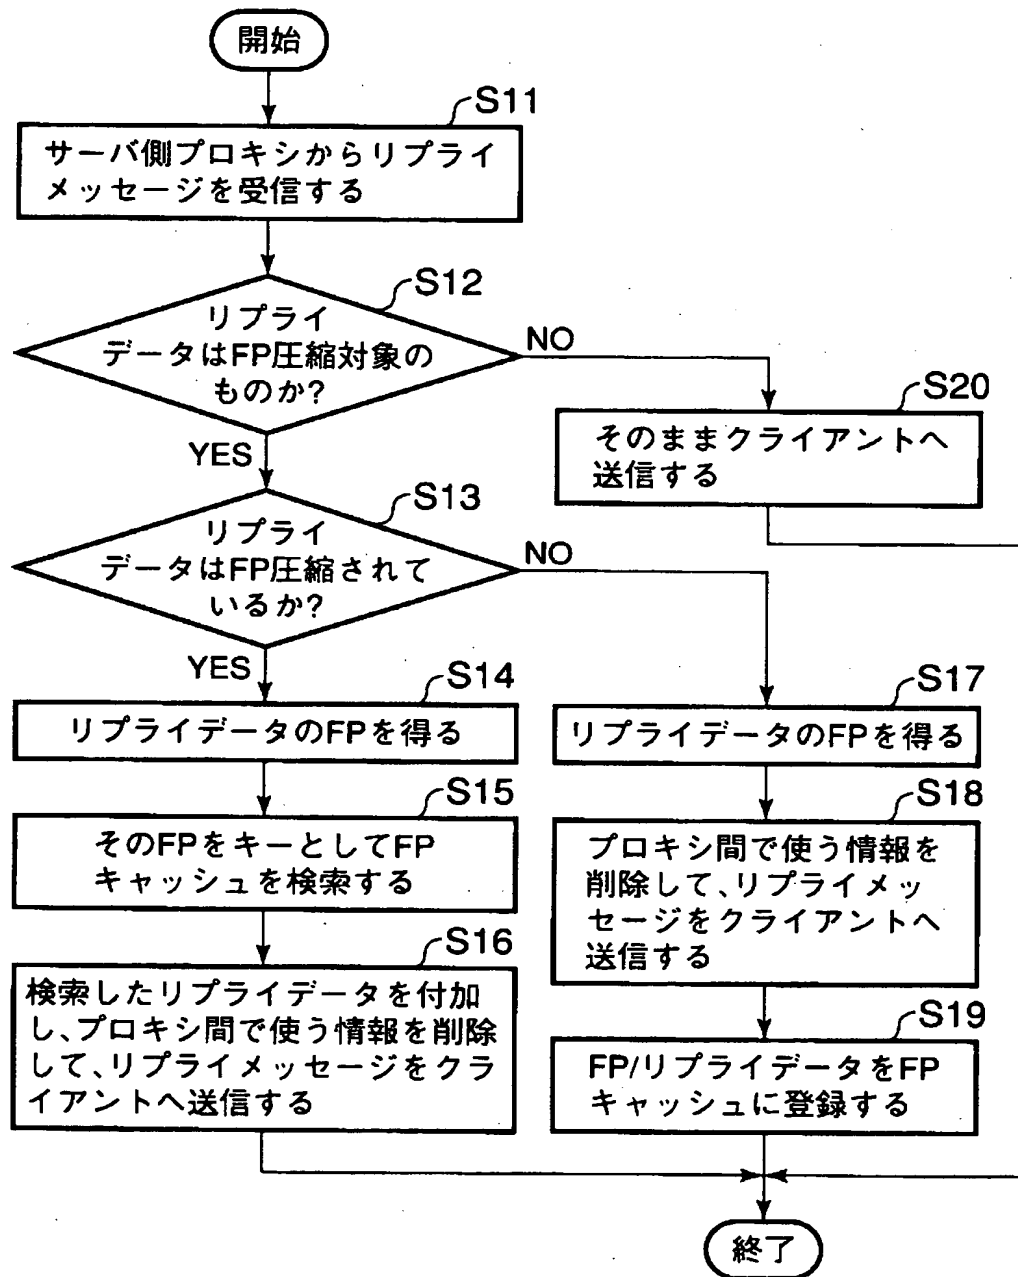 開始
S11
サーバ側プロキシからリプライ
メッセージを受信する
S12
リプライ
データはFP圧縮対象の
ものか?
NO
YES
S20
そのままクライアントへ
送信する
S13
リプライ
データはFP圧縮されて
いるか?
NO
YES
S14
リプライデータのFPを得る
S15
そのFPをキーとしてFP
キャッシュを検索する
S16
検索したリプライデータを付加
し、プロキシ間で使う情報を削除
して、リプライメッセージをクラ
イアントへ送信する
S17
リプライデータのFPを得る
S18
プロキシ間で使う情報を
削除して、リプライメッ
セージをクライアントへ
送信する
S19
FP/リプライデータをFP
キャッシュに登録する
終了